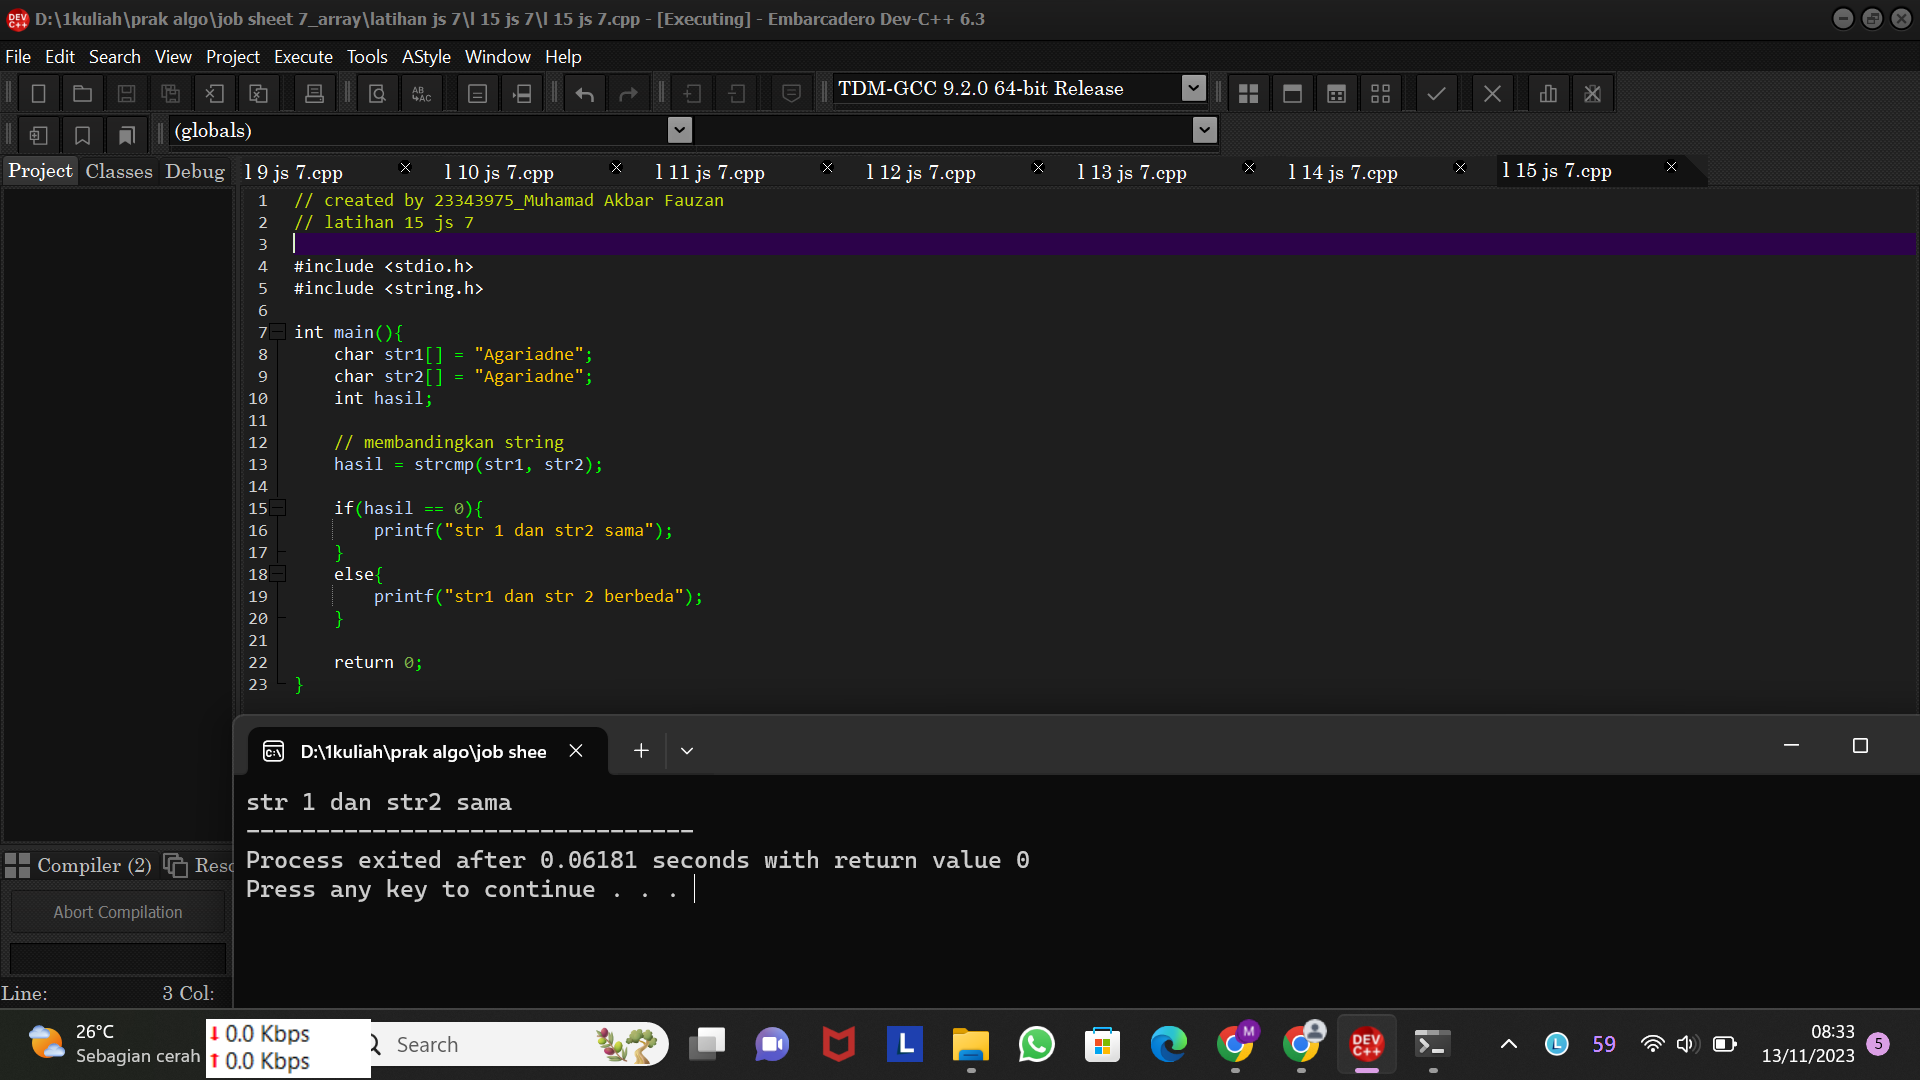 D:\1kuliah\prak algo\job sheet 7_array\latihan js 7\l 15 js 7\l 15 js 7.cpp - [Executing] - Embarcadero Dev-C++ 6.3
File Edit Search View Project Execute Tools AStyle Window Help
TDM-GCC 9.2.0 64-bit Release
(globals)
Project Classes Debug
l 9 js 7.cpp l 10 js 7.cpp l 11 js 7.cpp l 12 js 7.cpp l 13 js 7.cpp l 14 js 7.cpp l 15 js 7.cpp
1 // created by 23343975_Muhamad Akbar Fauzan
2 // latihan 15 js 7
3
4 #include <stdio.h>
5 #include <string.h>
6
7 int main(){
8 char str1[] = "Agariadne";
9 char str2[] = "Agariadne";
10 int hasil;
11
12 // membandingkan string
13 hasil = strcmp(str1, str2);
14
15 if(hasil == 0){
16 printf("str 1 dan str2 sama");
17 }
18 else{
19 printf("str1 dan str 2 berbeda");
20 }
21
22 return 0;
23 }
D:\1kuliah\prak algo\job shee
str 1 dan str2 sama
--------------------------------
Process exited after 0.06181 seconds with return value 0
Press any key to continue . . .
Compiler (2) Reso
Abort Compilation
Line: 3 Col:
26°C
Sebagian cerah
0.0 Kbps
0.0 Kbps
Search
59
08:33
13/11/2023
5